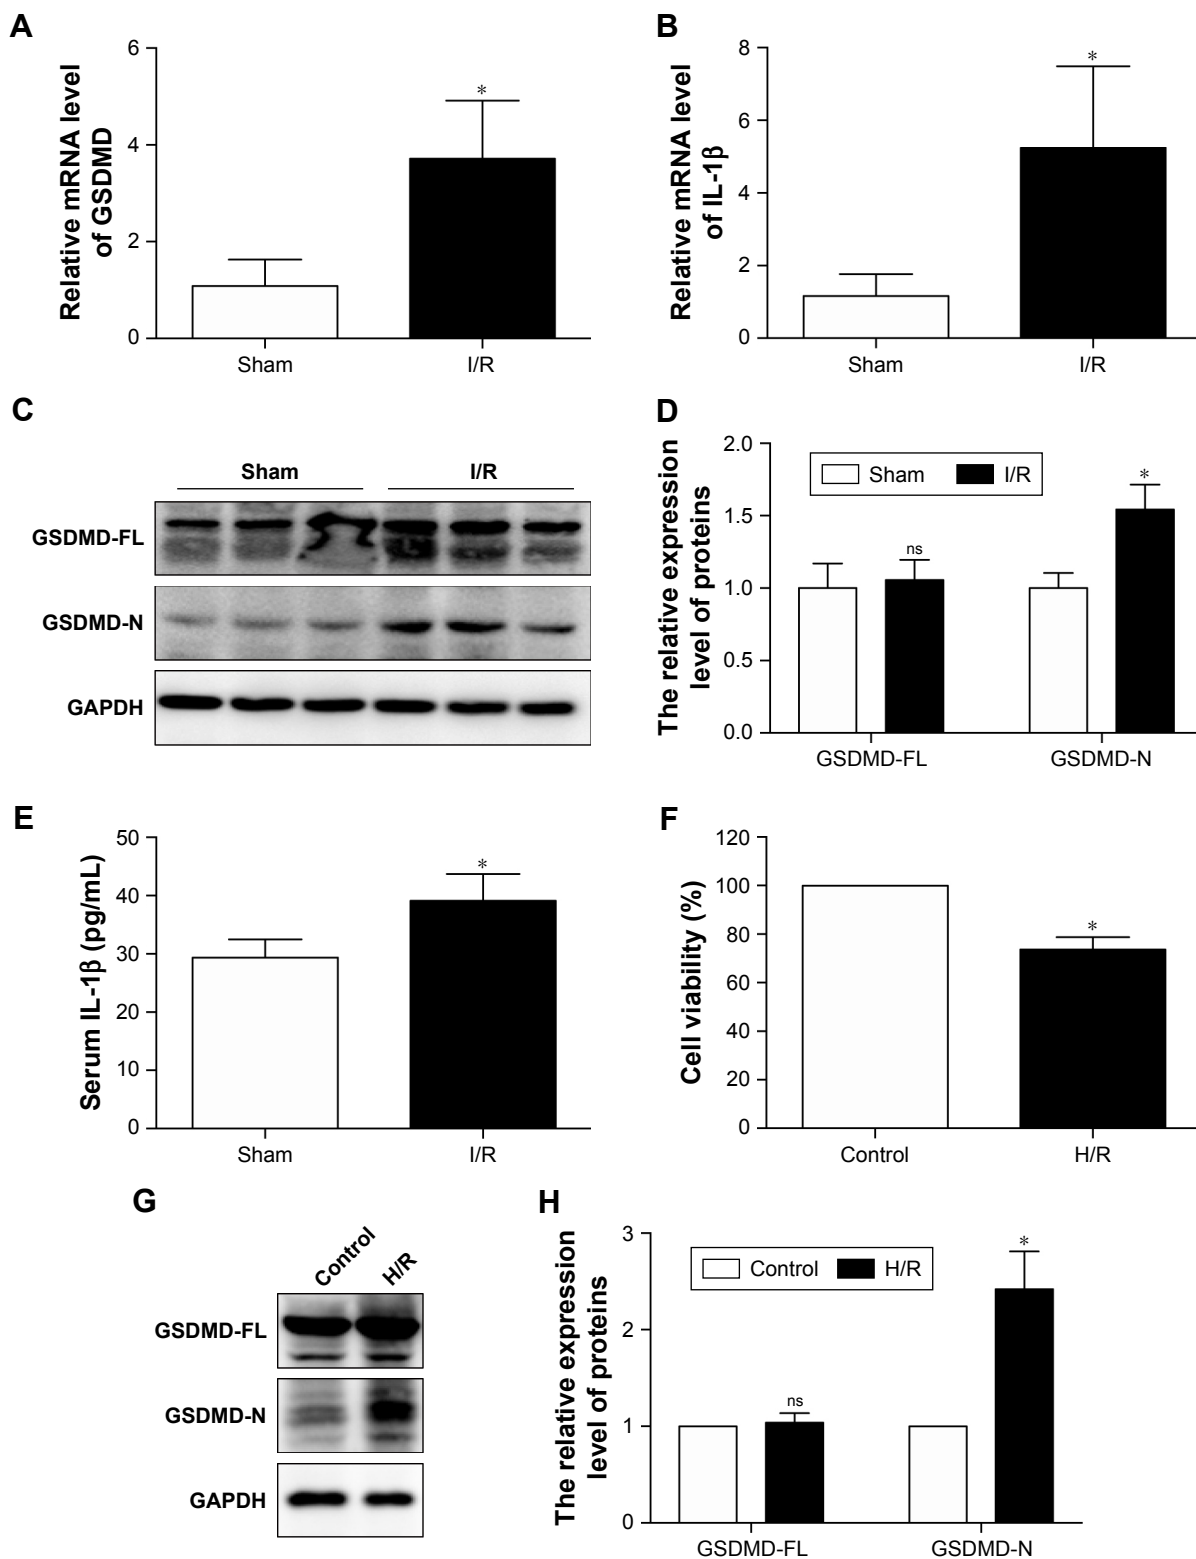 A
Relative mRNA level
of GSDMD
6
4
2
0
*
Sham
I/R
B
Relative mRNA level
of IL-1β
8
6
4
2
0
*
Sham
I/R
C
Sham
I/R
GSDMD-FL
GSDMD-N
GAPDH
D
The relative expression
level of proteins
2.0
1.5
1.0
0.5
0.0
Sham
I/R
ns
*
GSDMD-FL
GSDMD-N
E
Serum IL-1β (pg/mL)
50
40
30
20
10
0
*
Sham
I/R
F
Cell viability (%)
120
100
80
60
40
20
0
*
Control
H/R
G
Control
H/R
GSDMD-FL
GSDMD-N
GAPDH
H
The relative expression
level of proteins
3
2
1
0
Control
H/R
ns
*
GSDMD-FL
GSDMD-N